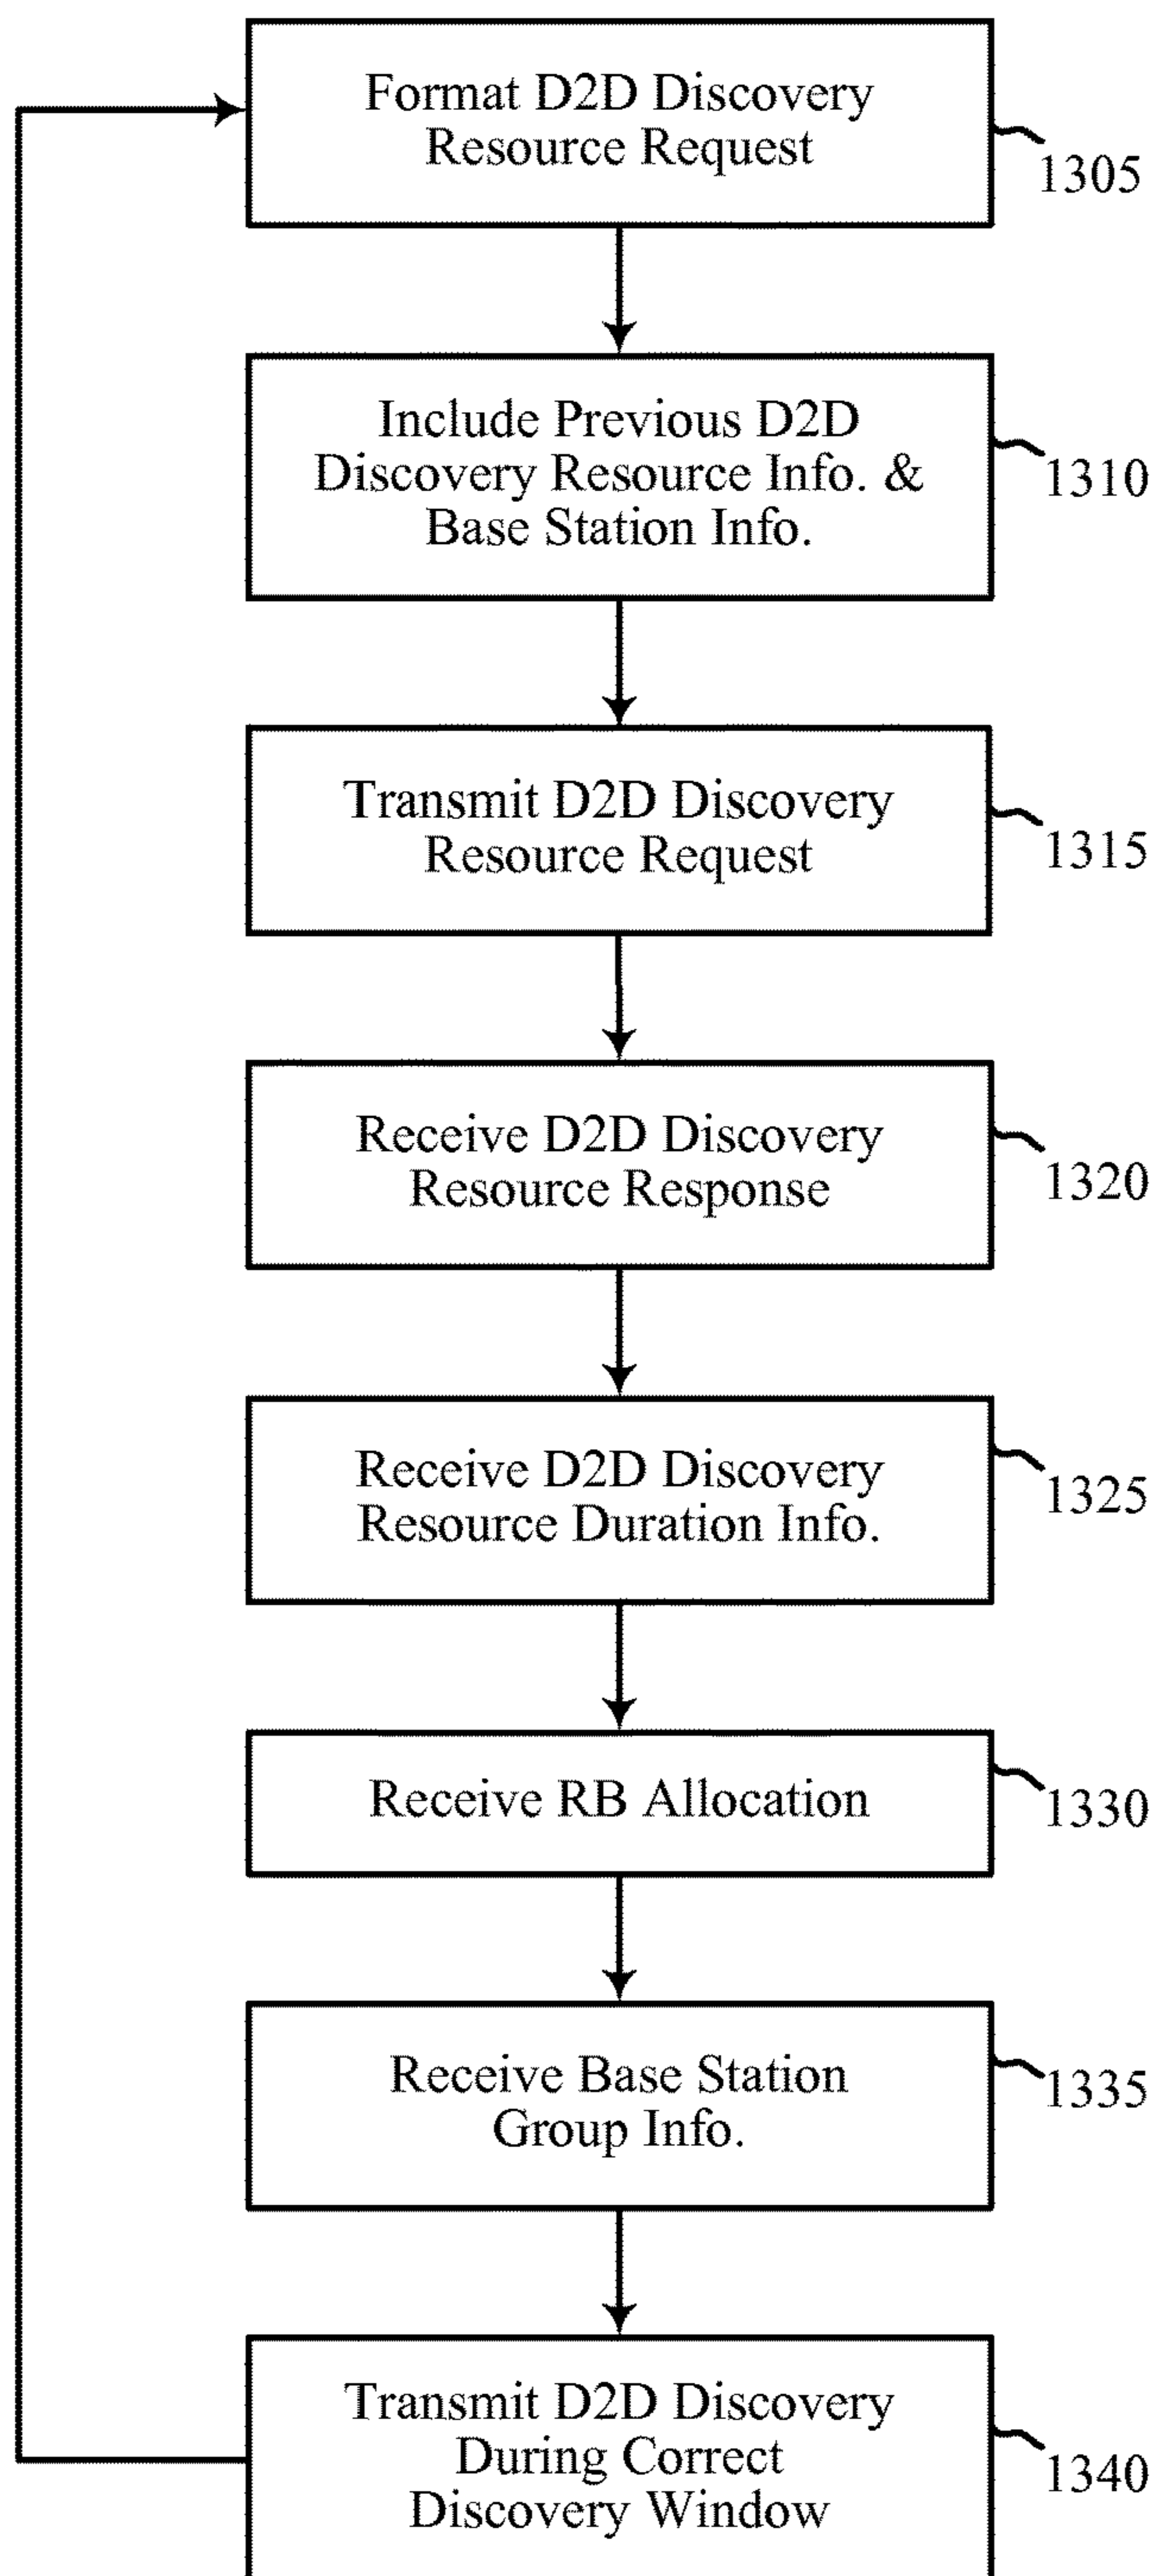 Format D2D Discovery
Resource Request
1305
Include Previous D2D
Discovery Resource Info. &
Base Station Info.
1310
Transmit D2D Discovery
Resource Request
1315
Receive D2D Discovery
Resource Response
1320
Receive D2D Discovery
Resource Duration Info.
1325
Receive RB Allocation
1330
Receive Base Station
Group Info.
1335
Transmit D2D Discovery
During Correct
Discovery Window
1340